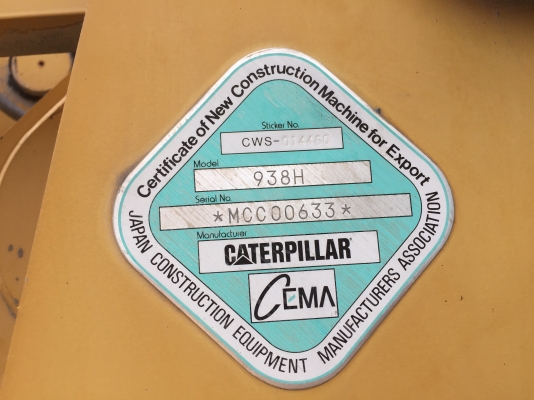 Certificate of New Construction Machine for Export
Sticker No.
CWS-
Model
938H
Serial No.
*MCC00633*
Manufacturer
CATERPILLAR
CEMA
JAPAN CONSTRUCTION EQUIPMENT MANUFACTURERS ASSOCIATION